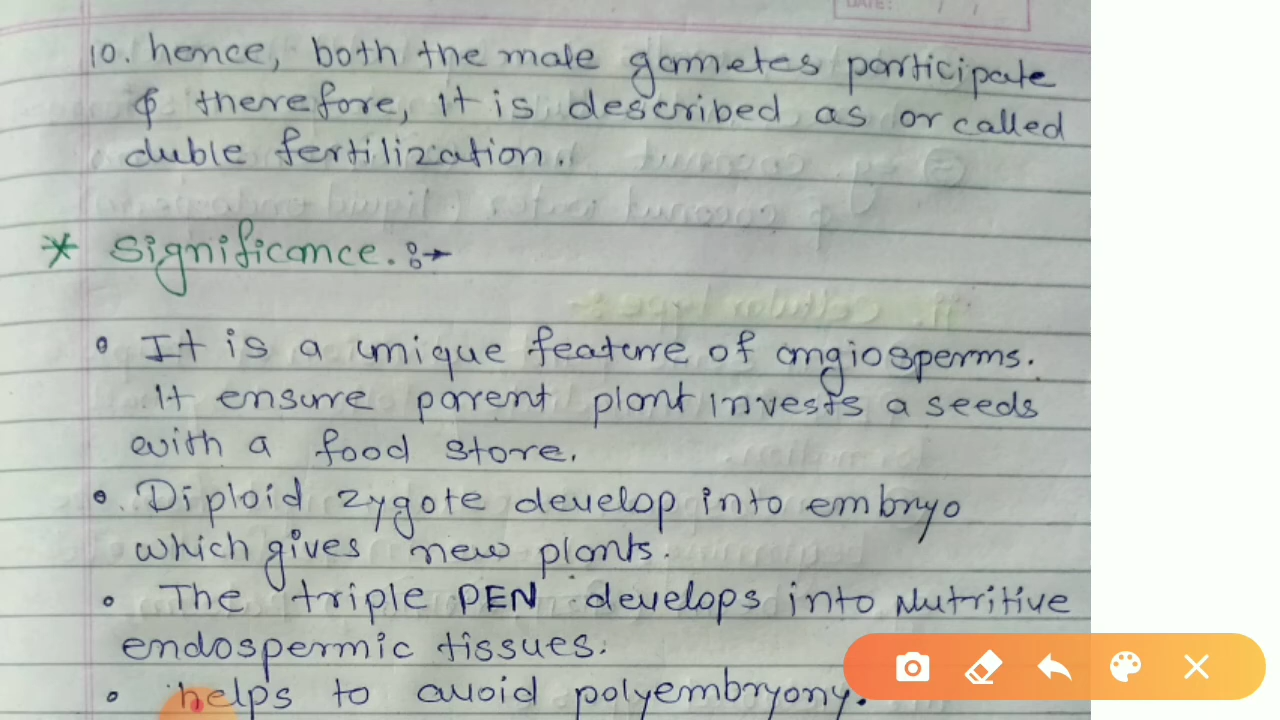 DATE:
10. hence, both the male gametes participate
& therefore, it is described as or called
duble fertilization.
* Significance. :→
• It is a unique feature of angiosperms.
It ensure parent plant invests a seeds
with a food store.
• Diploid zygote develop into embryo
which gives new plants.
• The triple PEN develops into Nutritive
endospermic tissues.
• helps to avoid polyembryony.